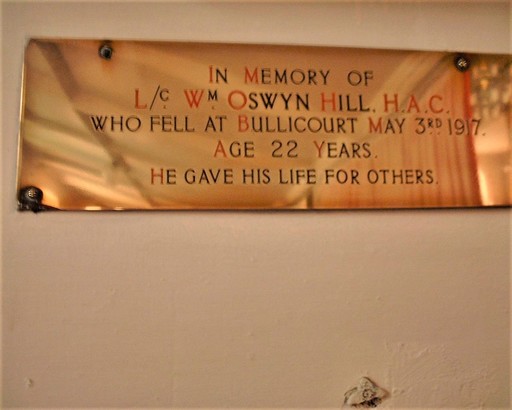 IN MEMORY OF
L/C. WM. OSWYN HILL. H.A.C.
WHO FELL AT BULLICOURT MAY 3RD 1917.
AGE 22 YEARS.
HE GAVE HIS LIFE FOR OTHERS.